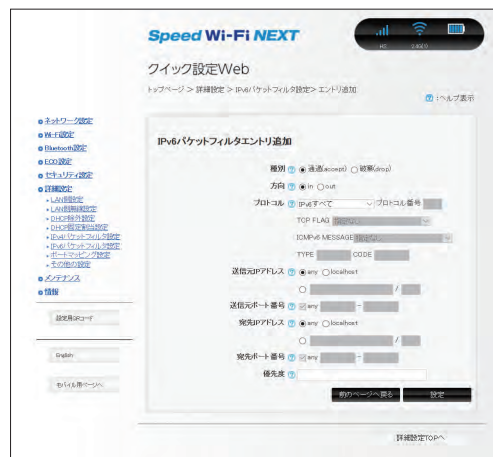 Speed Wi-Fi NEXT
クイック設定Web
トップページ > 詳細設定 > IPv6パケットフィルタ設定> エントリ追加
:ヘルプ表示
ネットワーク設定
Wi-Fi設定
Bluetooth設定
ECO設定
セキュリティ設定
詳細設定
LAN側設定
LAN側無線設定
DHCP除外設定
DHCP固定割当設定
IPv4パケットフィルタ設定
IPv6パケットフィルタ設定
ポートマッピング設定
その他の設定
メンテナンス
情報
設定用QRコード
English
モバイル用ページへ
IPv6パケットフィルタエントリ追加
種別 ? 通過(accept) 破棄(drop)
方向 ? in out
プロトコル ? IPv6すべて プロトコル番号
TCP FLAG 指定なし
ICMPv6 MESSAGE 指定なし
TYPE CODE
送信元IPアドレス ? any localhost
/
送信元ポート番号 ? any -
宛先IPアドレス ? any localhost
/
宛先ポート番号 ? any -
優先度 ?
前のページへ戻る 設定
詳細設定TOPへ